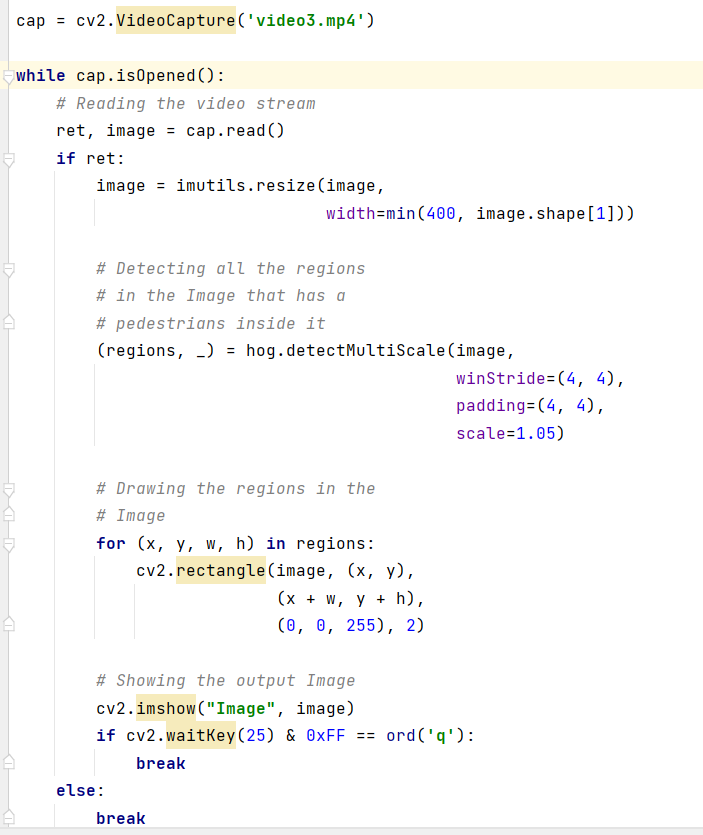 cap = cv2.VideoCapture('video3.mp4')
while cap.isOpened():
    # Reading the video stream
    ret, image = cap.read()
    if ret:
        image = imutils.resize(image,
                               width=min(400, image.shape[1]))
        # Detecting all the regions
        # in the Image that has a
        # pedestrians inside it
        (regions, _) = hog.detectMultiScale(image,
                                            winStride=(4, 4),
                                            padding=(4, 4),
                                            scale=1.05)
        # Drawing the regions in the
        # Image
        for (x, y, w, h) in regions:
            cv2.rectangle(image, (x, y),
                          (x + w, y + h),
                          (0, 0, 255), 2)
        # Showing the output Image
        cv2.imshow("Image", image)
        if cv2.waitKey(25) & 0xFF == ord('q'):
            break
    else:
        break